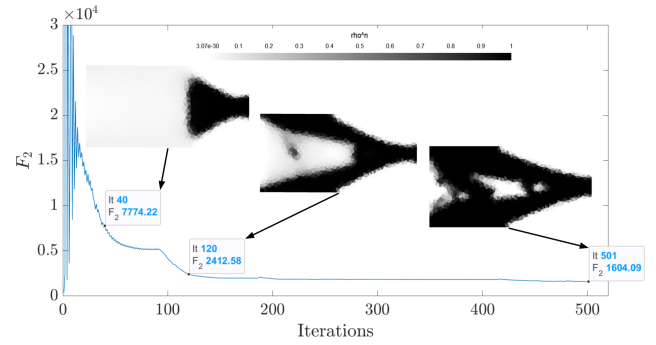 ×10⁴
rho^n
3.07e-30 0.1 0.2 0.3 0.4 0.5 0.6 0.7 0.8 0.9 1
3
2.5
2
1.5
1
0.5
0
F₂
It 40
F₂ 7774.22
It 120
F₂ 2412.58
It 501
F₂ 1604.09
0 100 200 300 400 500
Iterations